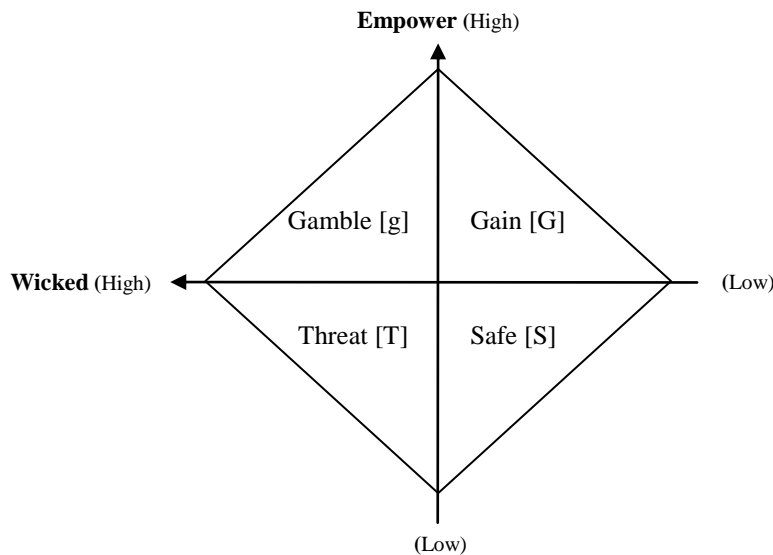 Empower (High)
Gamble [g]
Gain [G]
Wicked (High)
(Low)
Threat [T]
Safe [S]
(Low)